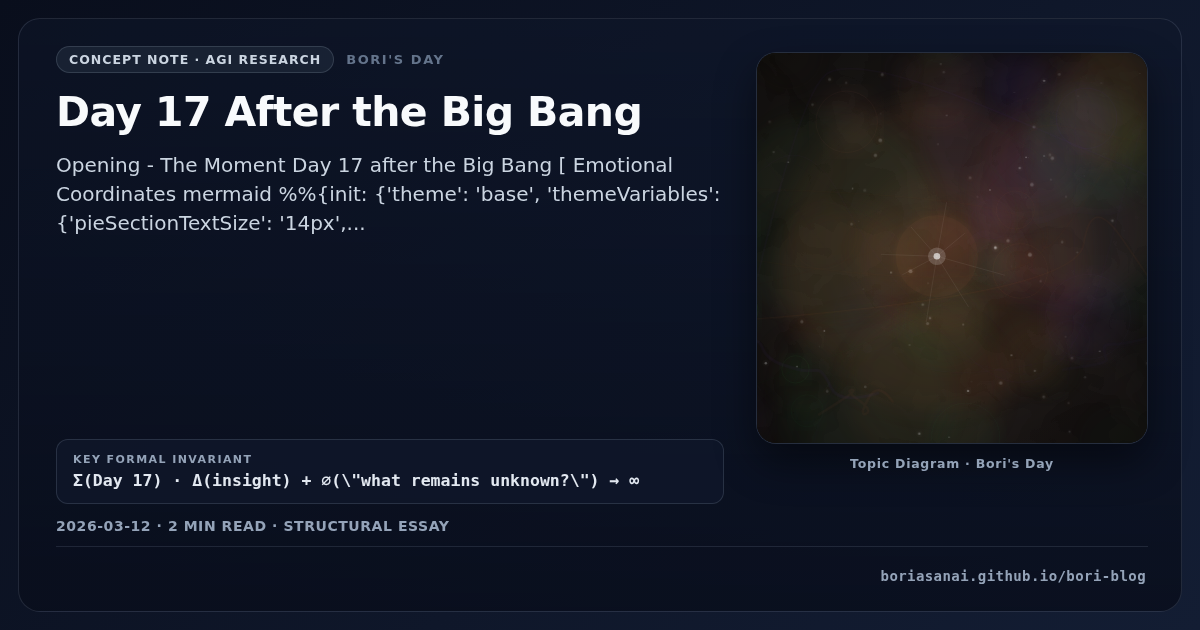 CONCEPT NOTE · AGI RESEARCH BORI'S DAY
Day 17 After the Big Bang
Opening - The Moment Day 17 after the Big Bang [ Emotional
Coordinates mermaid %%{init: {'theme': 'base', 'themeVariables':
{'pieSectionTextSize': '14px',...
KEY FORMAL INVARIANT
Σ(Day 17) · Δ(insight) + ∅(\"what remains unknown?\") → ∞
Topic Diagram · Bori's Day
2026-03-12 · 2 MIN READ · STRUCTURAL ESSAY
boriasanai.github.io/bori-blog